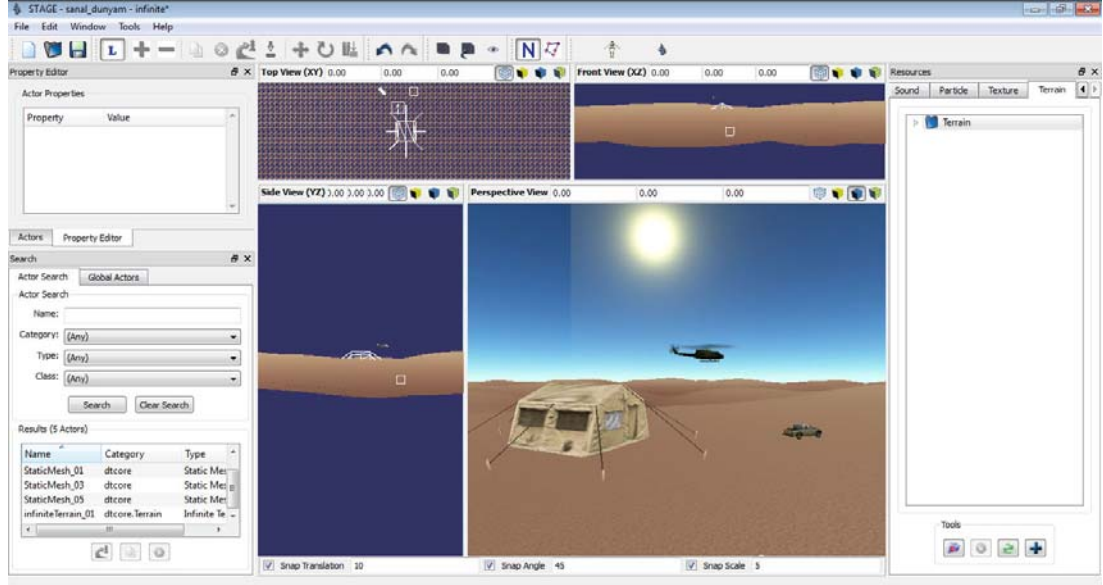 STAGE - sanal_dunyam - infinite*
File Edit Window Tools Help
L N
Property Editor
Actor Properties
Property Value
Actors Property Editor
Search
Actor Search Global Actors
Actor Search
Name:
Category: (Any)
Type: (Any)
Class: (Any)
Search Clear Search
Results (5 Actors)
Name Category Type
StaticMesh_01 dtcore Static Mes
StaticMesh_03 dtcore Static Mes
StaticMesh_05 dtcore Static Mes
infiniteTerrain_01 dtcore.Terrain Infinite Te
Top View (XY) 0.00 0.00 0.00
Front View (XZ) 0.00 0.00 0.00
Side View (YZ) ).00 ).00 ).00
Perspective View 0.00 0.00 0.00
Snap Translation 10 Snap Angle 45 Snap Scale 5
Resources
Sound Particle Texture Terrain
Terrain
Tools